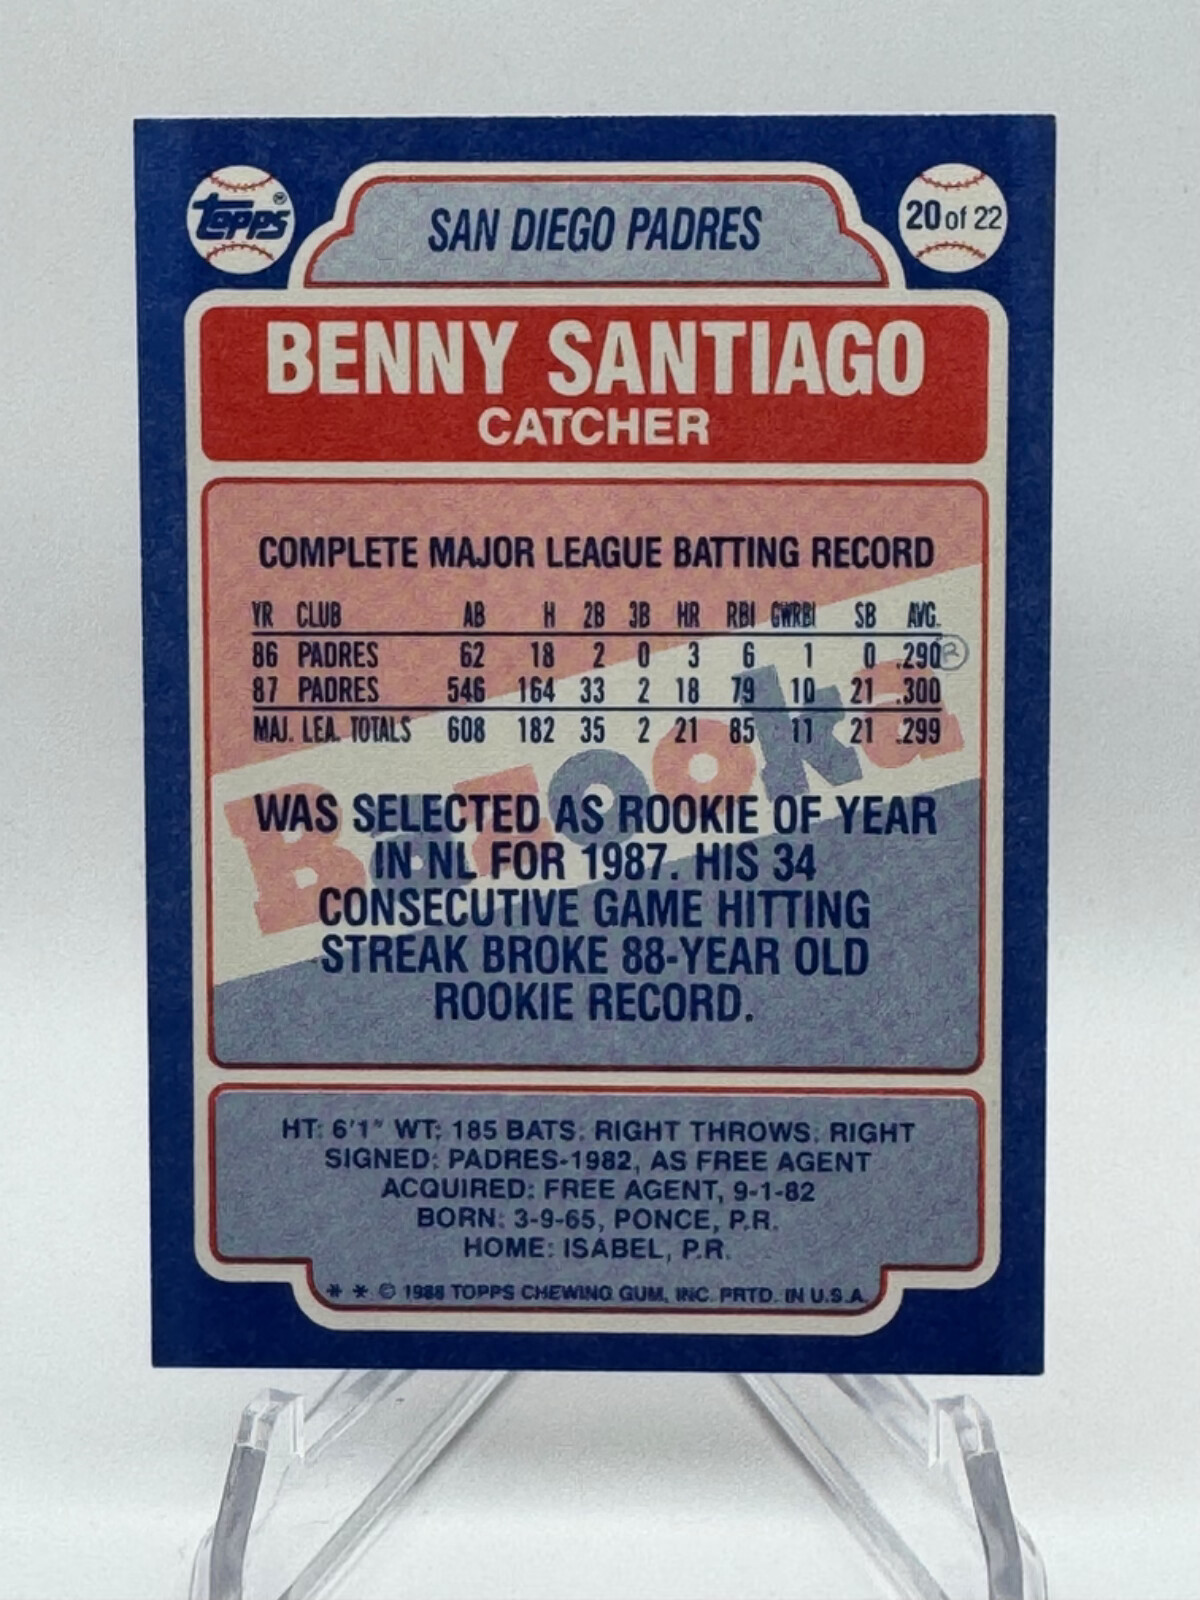 Topps®
20 of 22
SAN DIEGO PADRES
BENNY SANTIAGO
CATCHER
COMPLETE MAJOR LEAGUE BATTING RECORD
YR CLUB AB H 2B 3B HR RBI GWRBI SB AVG.
86 PADRES 62 18 2 0 3 6 1 0 .290
87 PADRES 546 164 33 2 18 79 10 21 .300
MAJ. LEA. TOTALS 608 182 35 2 21 85 11 21 .299
Bazooka®
WAS SELECTED AS ROOKIE OF YEAR
IN NL FOR 1987. HIS 34
CONSECUTIVE GAME HITTING
STREAK BROKE 88-YEAR OLD
ROOKIE RECORD.
HT: 6'1" WT: 185 BATS: RIGHT THROWS: RIGHT
SIGNED: PADRES-1982, AS FREE AGENT
ACQUIRED: FREE AGENT, 9-1-82
BORN: 3-9-65, PONCE, P.R.
HOME: ISABEL, P.R.
* * © 1988 TOPPS CHEWING GUM, INC. PRTD. IN U.S.A.